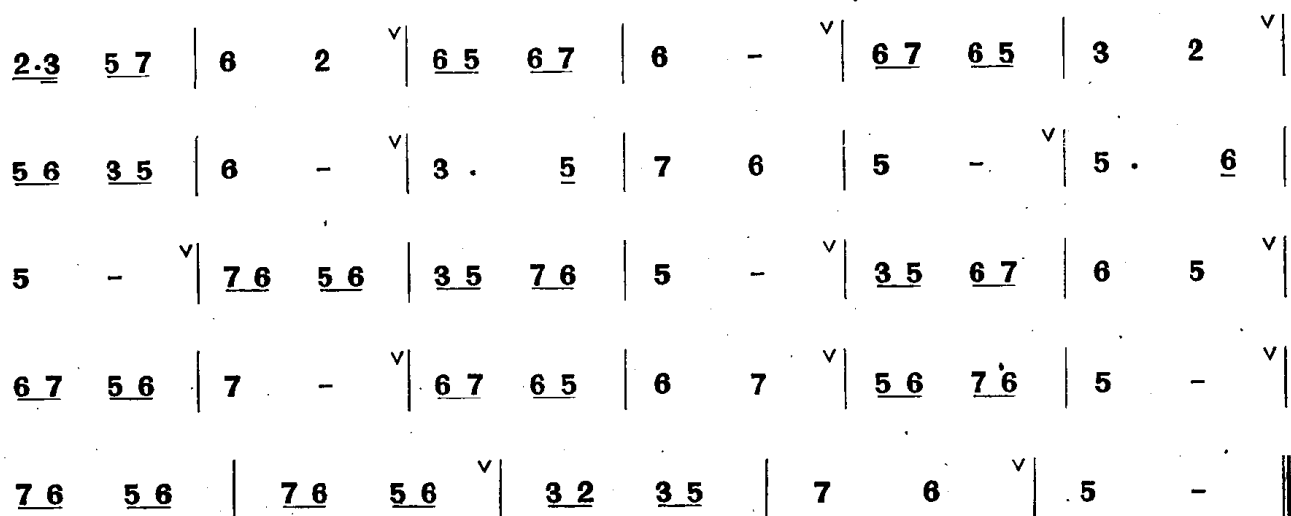 2·3 5 7 | 6 2 ∨| 6 5 6 7 | 6 – ∨| 6 7 6 5 | 3 2 ∨|
5 6 3 5 | 6 – ∨| 3 · 5 | 7 6 | 5 – ∨| 5 · 6 |
5 – ∨| 7 6 5 6 | 3 5 7 6 | 5 – ∨| 3 5 6 7 | 6 5 ∨|
6 7 5 6 | 7 – ∨| 6 7 6 5 | 6 7 ∨| 5 6 7 6 | 5 – ∨|
7 6 5 6 | 7 6 5 6 ∨| 3 2 3 5 | 7 6 ∨| 5 – ‖